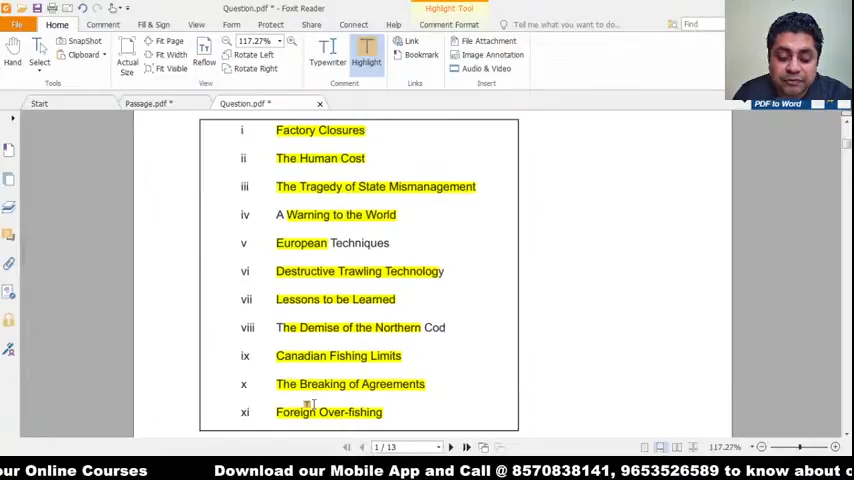 Question.pdf * - Foxit Reader
Highlight Tool
File
Home
Comment
Fill & Sign
View
Form
Protect
Share
Connect
Help
Comment Format
Tell me what you want to do...
Find
Hand
Select
SnapShot
Clipboard
Actual Size
Fit Page
Fit Width
Fit Visible
Reflow
117.27%
Rotate Left
Rotate Right
Typewriter
Highlight
Link
Bookmark
File Attachment
Image Annotation
Audio & Video
Tools
View
Comment
Links
Insert
PDF to Word
Start
Passage.pdf *
Question.pdf *
i Factory Closures
ii The Human Cost
iii The Tragedy of State Mismanagement
iv A Warning to the World
v European Techniques
vi Destructive Trawling Technology
vii Lessons to be Learned
viii The Demise of the Northern Cod
ix Canadian Fishing Limits
x The Breaking of Agreements
xi Foreign Over-fishing
1 / 13
117.27%
our Online Courses Download our Mobile App and Call @ 8570838141, 9653526589 to know about o